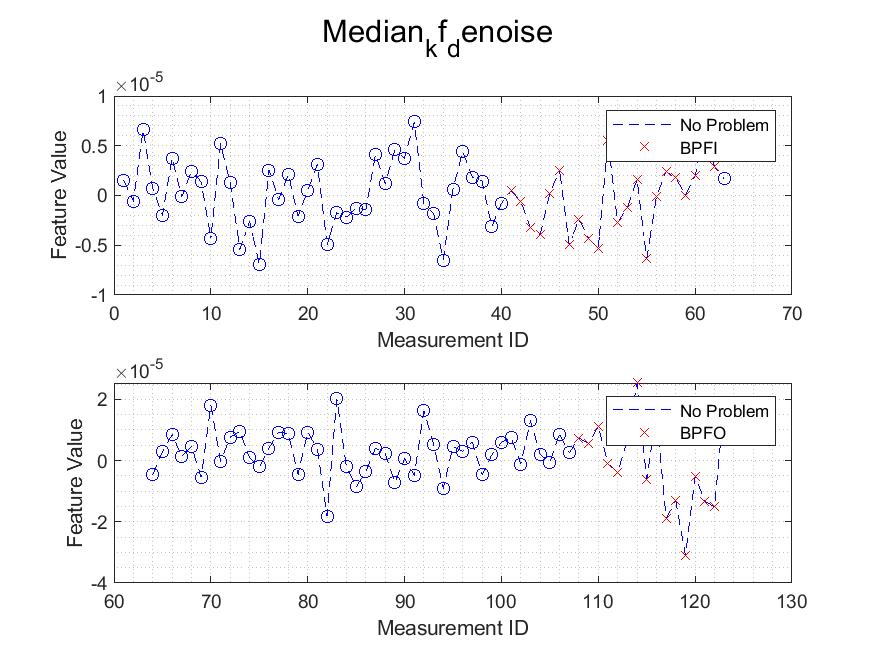 Median_k f_d enoise
×10^-5
1
0.5
0
-0.5
-1
Feature Value
No Problem
BPFI
0 10 20 30 40 50 60 70
Measurement ID
×10^-5
2
0
-2
-4
Feature Value
No Problem
BPFO
60 70 80 90 100 110 120 130
Measurement ID